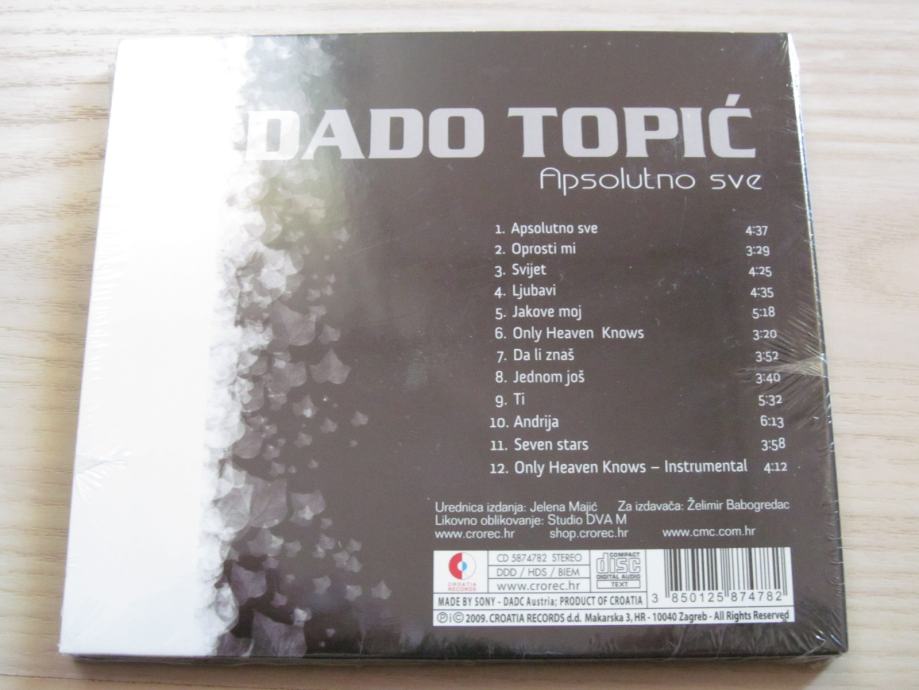 DADO TOPIĆ
Apsolutno sve
1. Apsolutno sve 4:37
2. Oprosti mi 3:29
3. Svijet 4:25
4. Ljubavi 4:35
5. Jakove moj 5:18
6. Only Heaven Knows 3:20
7. Da li znaš 3:52
8. Jednom još 3:40
9. Ti 5:32
10. Andrija 6:13
11. Seven stars 3:58
12. Only Heaven Knows – Instrumental 4:12
Urednica izdanja: Jelena Majić Za izdavača: Želimir Babogredac
Likovno oblikovanje: Studio DVA M
www.crorec.hr shop.crorec.hr www.cmc.com.hr
CROATIA RECORDS
CD 5874782 STEREO
DDD / HDS / BIEM
www.crorec.hr
COMPACT disc DIGITAL AUDIO TEXT
MADE BY SONY - DADC Austria; PRODUCT OF CROATIA
3 850125 874782
℗©2009. CROATIA RECORDS d.d. Makarska 3, HR - 10040 Zagreb - All Rights Reserved